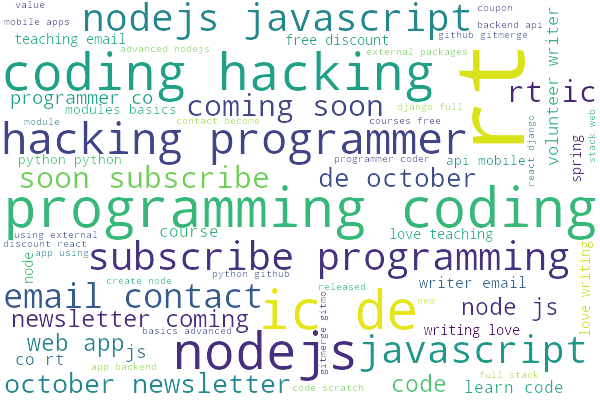 value
mobile apps
nodejs javascript
coupon
backend api
github gitmerge
teaching email
free discount
advanced nodejs
external packages
volunteer writer
coding hacking
rt
rt ic
programmer co
modules basics
coming soon
django full
module
contact become
courses free
hacking programmer
react django
stack web
spring
python python
programmer coder
api mobile
soon subscribe
de october
programming coding
using external
course
love teaching
discount react
app using
subscribe programming
love writing
node
python github
create node
released
writer email
email contact
ic de
gitmerge gitmo
new
node js
newsletter coming
basics advanced
writing love
web app
js
nodejs
javascript
co rt
app backend
full stack
october newsletter
code scratch
code
learn code